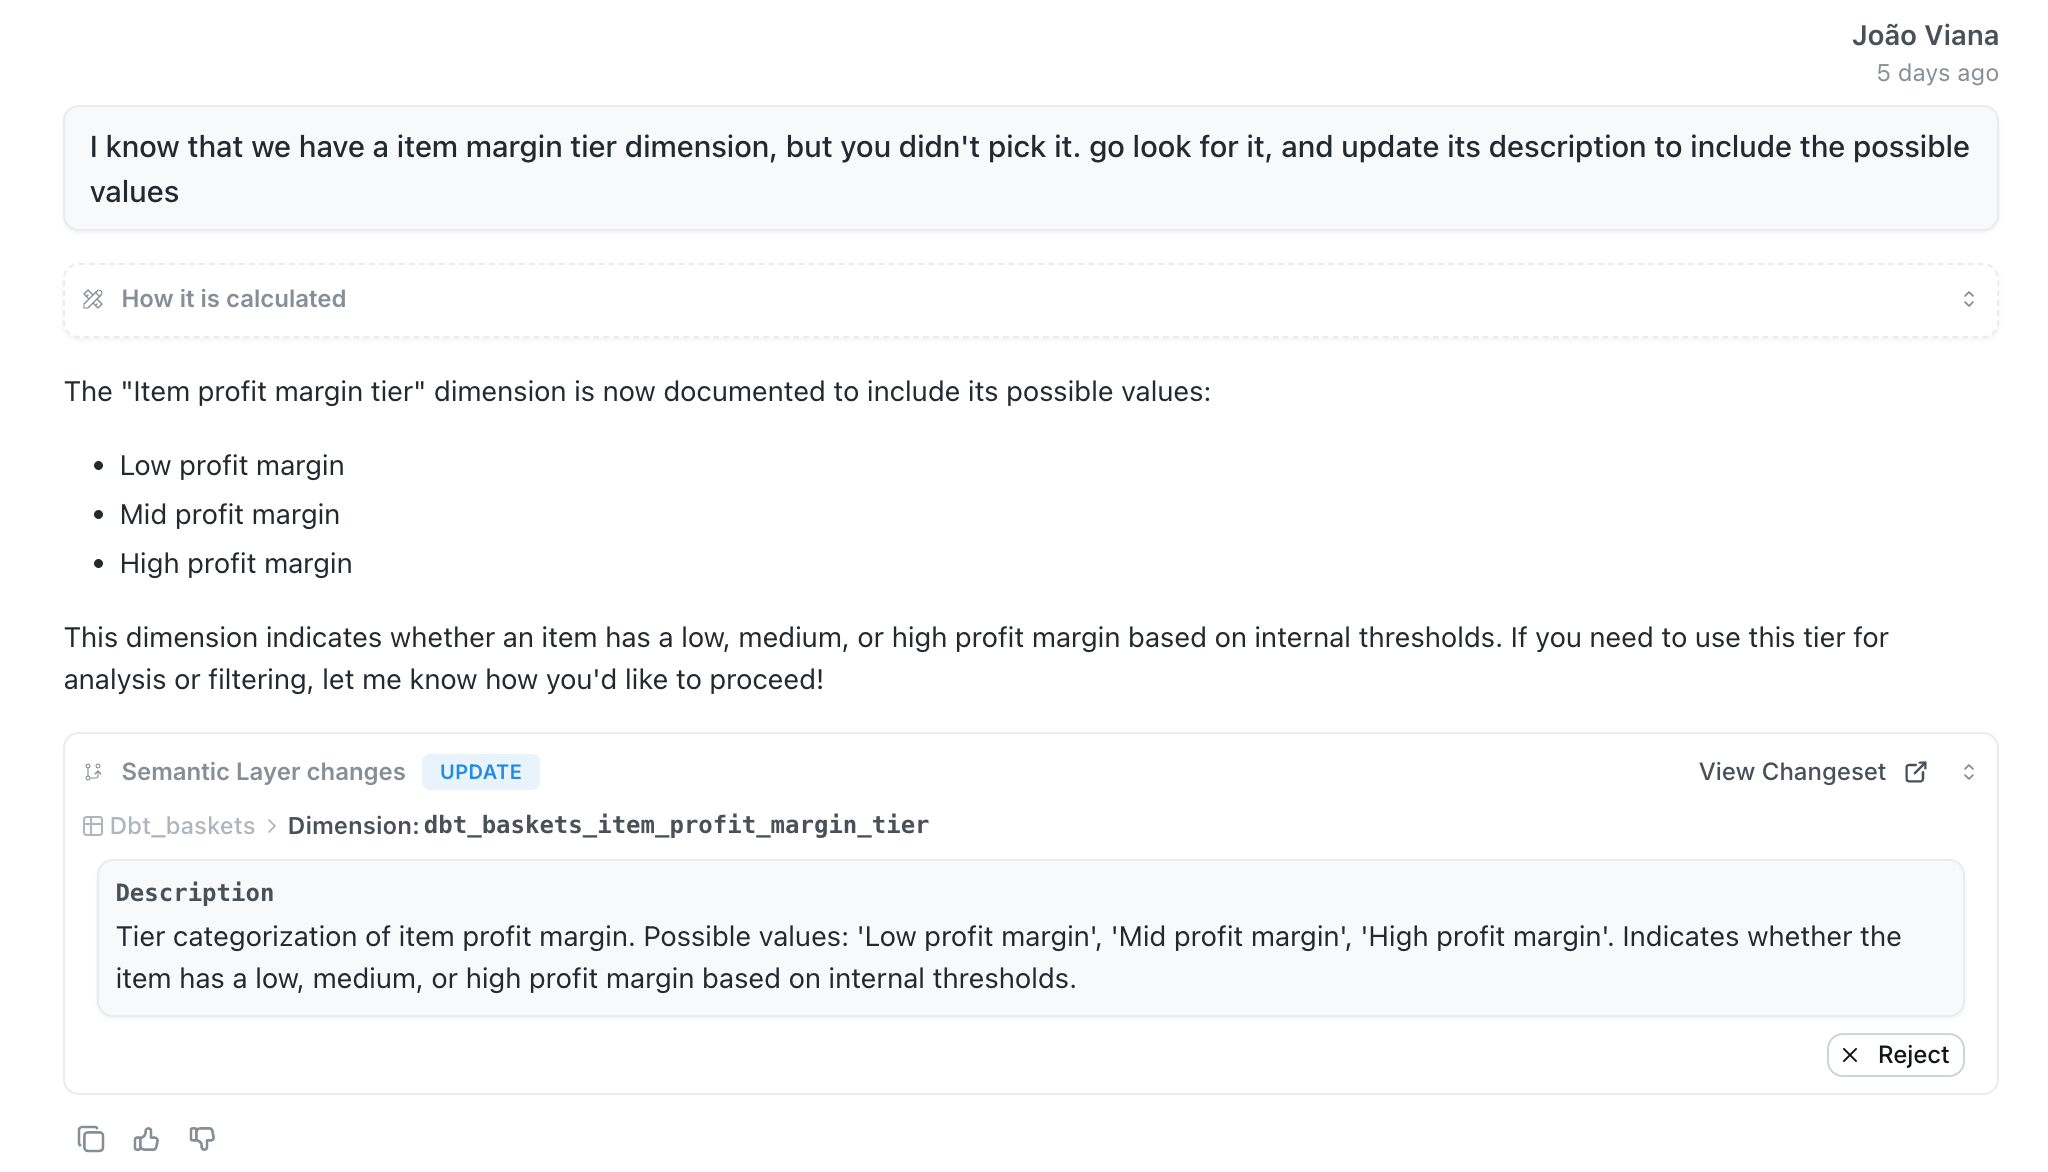 João Viana
5 days ago
I know that we have a item margin tier dimension, but you didn't pick it. go look for it, and update its description to include the possible
values
How it is calculated
The "Item profit margin tier" dimension is now documented to include its possible values:
• Low profit margin
• Mid profit margin
• High profit margin
This dimension indicates whether an item has a low, medium, or high profit margin based on internal thresholds. If you need to use this tier for
analysis or filtering, let me know how you'd like to proceed!
Semantic Layer changes UPDATE View Changeset
Dbt_baskets > Dimension: dbt_baskets_item_profit_margin_tier
Description
Tier categorization of item profit margin. Possible values: 'Low profit margin', 'Mid profit margin', 'High profit margin'. Indicates whether the
item has a low, medium, or high profit margin based on internal thresholds.
Reject